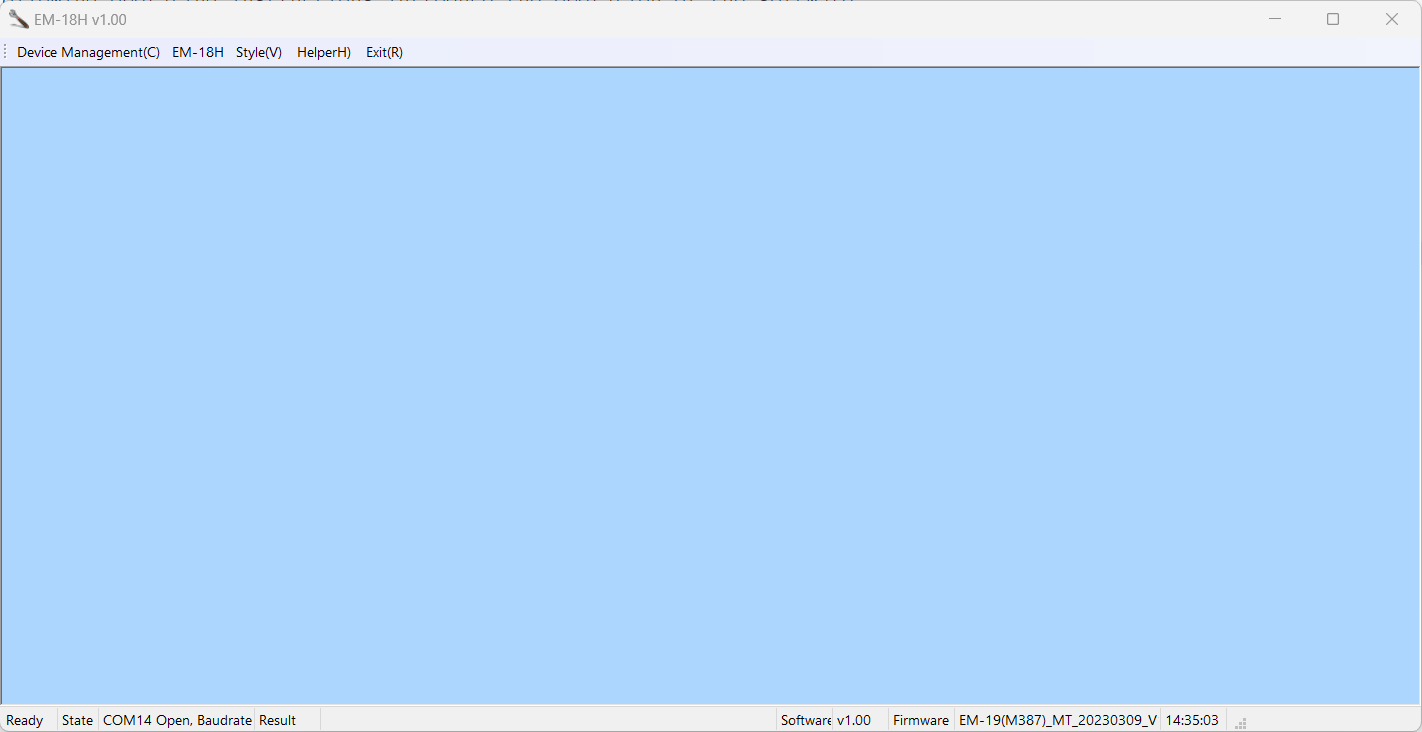 EM-18H v1.00
Device Management(C) EM-18H Style(V) HelperH) Exit(R)
Ready State COM14 Open, Baudrate Result Software v1.00 Firmware EM-19(M387)_MT_20230309_V 14:35:03